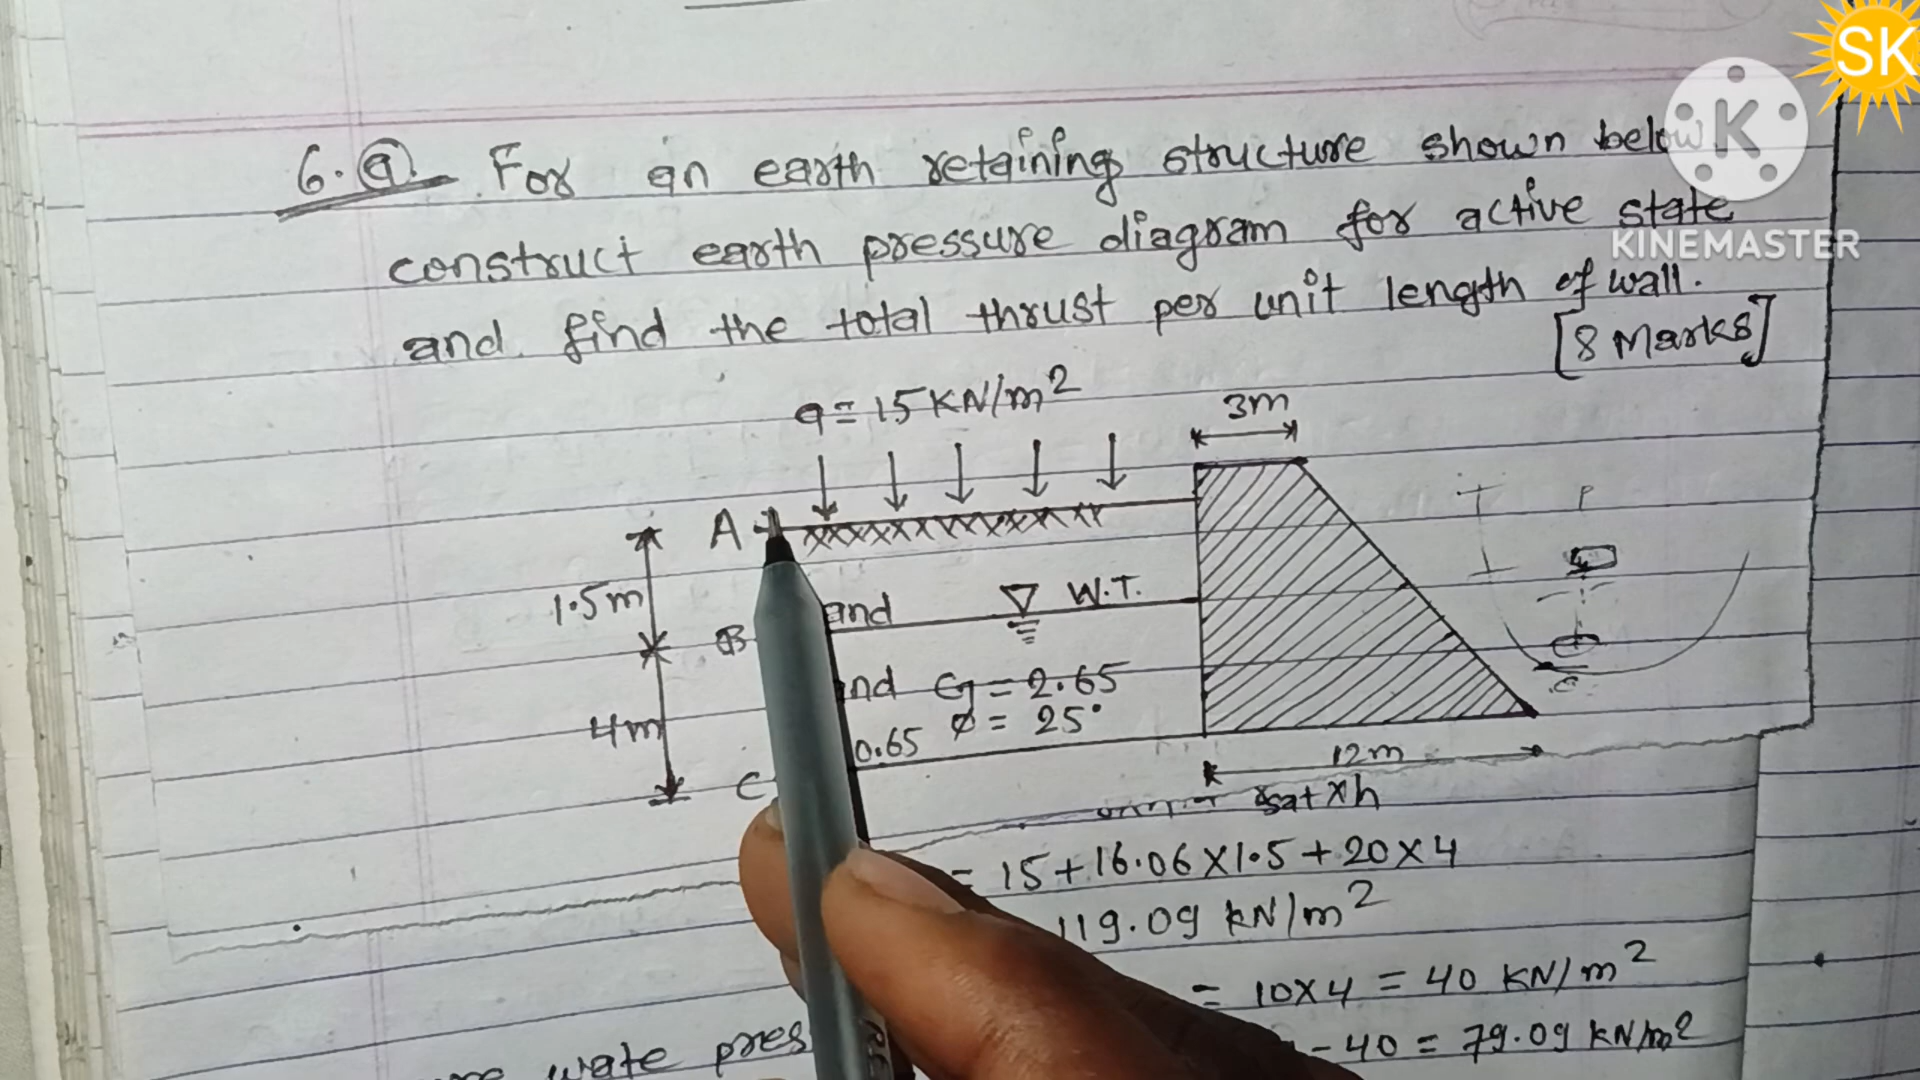 SK
K
KINEMASTER
6.(a). For an earth retaining structure shown below
construct earth pressure diagram for active state
and find the total thrust per unit length of wall.
[8 Marks]
q = 15 KN/m²
3m
A
1.5m
and
W.T.
B
nd G = 2.65
4m
0.65 ø = 25°
C
12m
γsat × h
= 15 + 16.06 × 1.5 + 20 × 4
119.09 kN/m²
= 10 × 4 = 40 KN/m²
- 40 = 79.09 KN/m²
wate pres